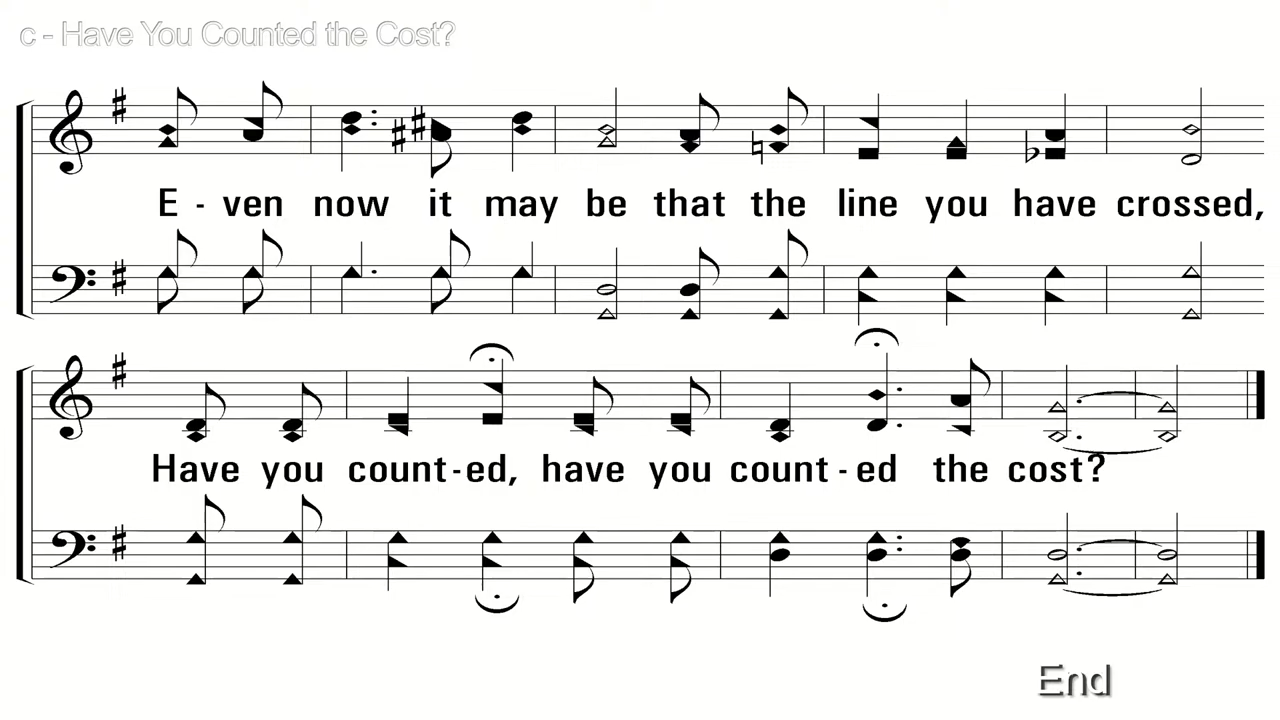 c - Have You Counted the Cost?
E - ven now it may be that the line you have crossed,
Have you count-ed, have you count-ed the cost?
End